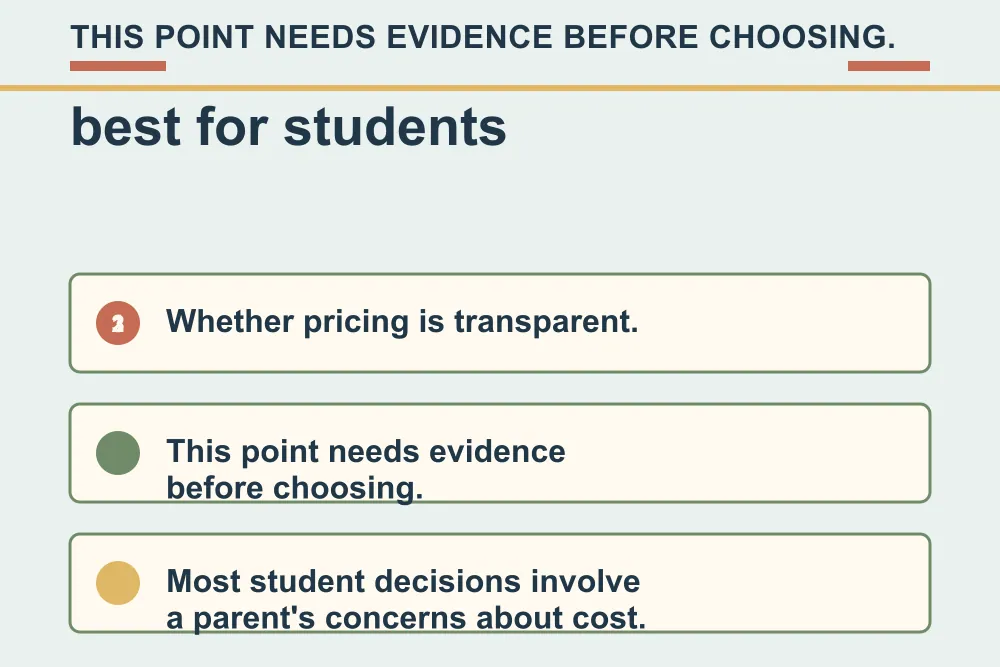 THIS POINT NEEDS EVIDENCE BEFORE CHOOSING.
best for students
Whether pricing is transparent.
This point needs evidence
before choosing.
Most student decisions involve
a parent's concerns about cost.